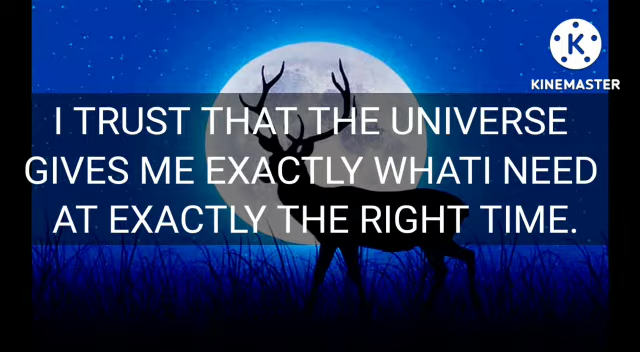 KINEMASTER
I TRUST THAT THE UNIVERSE
GIVES ME EXACTLY WHATI NEED
AT EXACTLY THE RIGHT TIME.